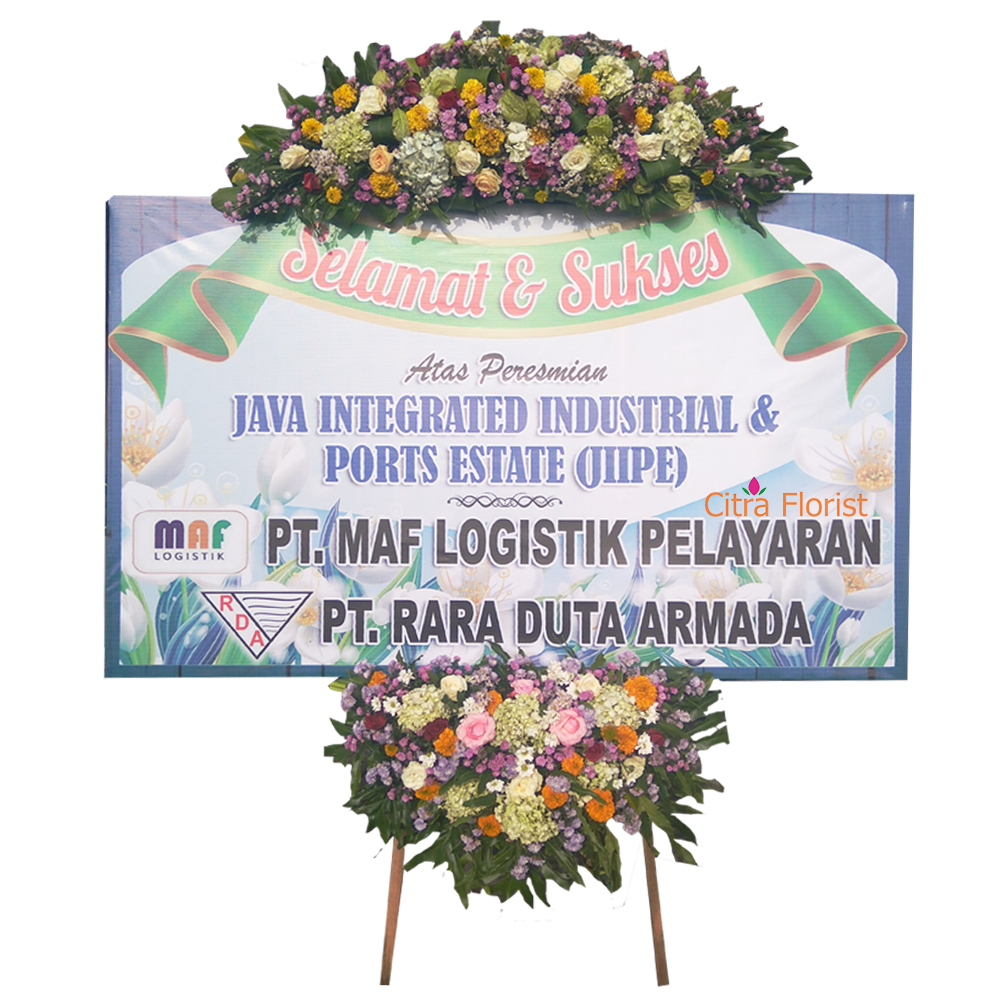 Selamat & Sukses
Atas Peresmian
JAVA INTEGRATED INDUSTRIAL &
PORTS ESTATE (JIIPE)
Citra Florist
MAF
LOGISTIK
PT. MAF LOGISTIK PELAYARAN
RDA
PT. RARA DUTA ARMADA